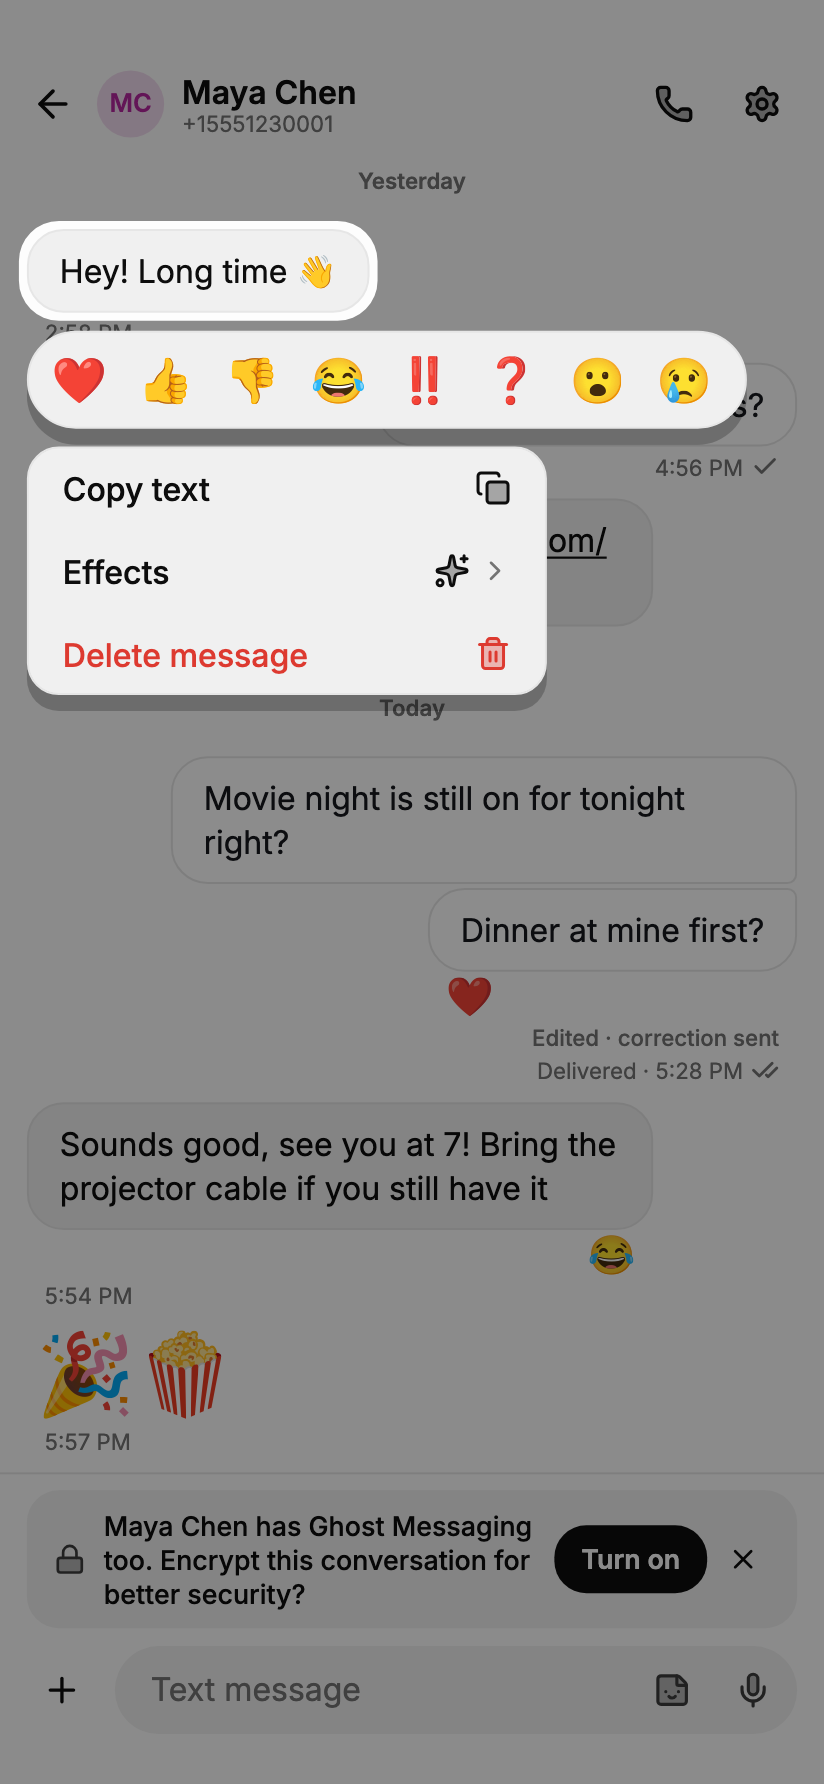 MC
Maya Chen
+15551230001
Yesterday
Hey! Long time 👋
2:58 PM
❤️ 👍 👎 😂 ‼️ ❓ 😮 😢
s?
4:56 PM
Copy text
om/
Effects
Delete message
Today
Movie night is still on for tonight
right?
Dinner at mine first?
❤️
Edited · correction sent
Delivered · 5:28 PM
Sounds good, see you at 7! Bring the
projector cable if you still have it
😂
5:54 PM
🎉 🍿
5:57 PM
Maya Chen has Ghost Messaging
too. Encrypt this conversation for
better security?
Turn on
Text message